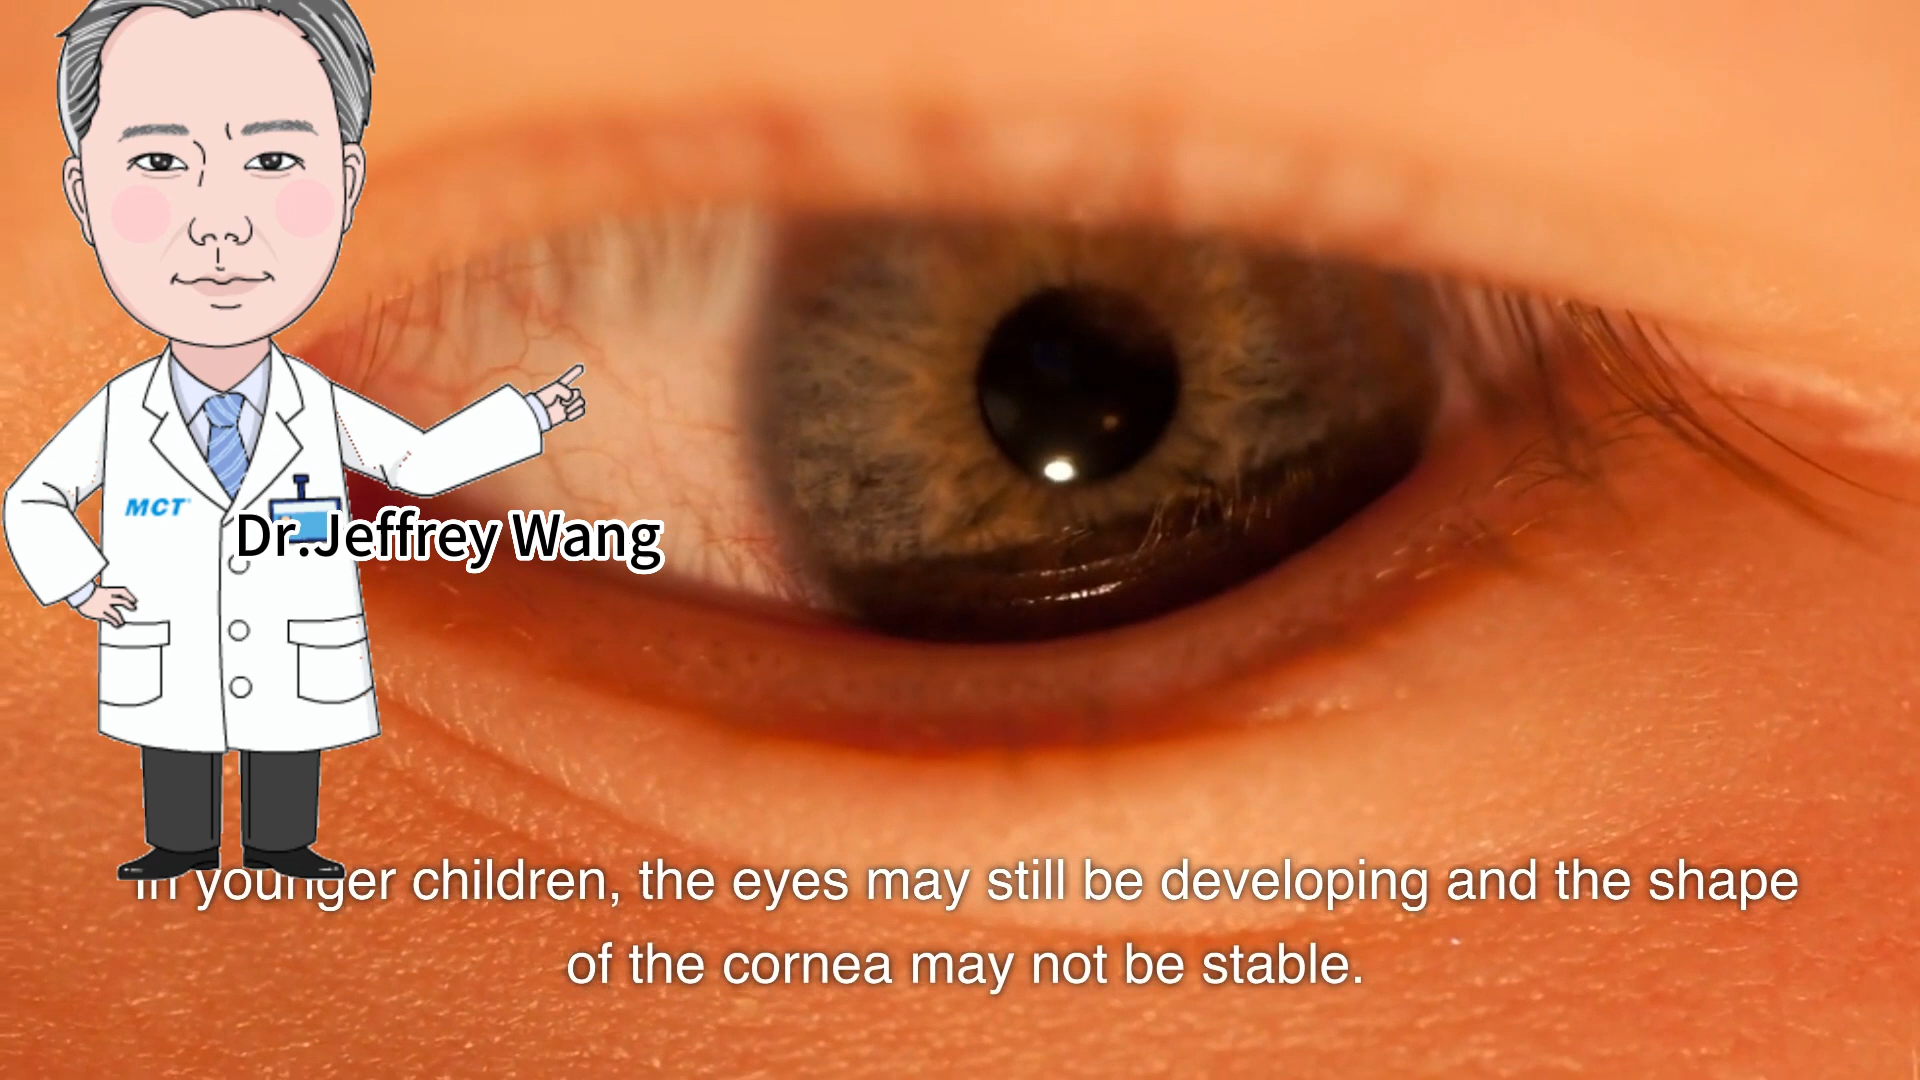 MCT
Dr.Jeffrey Wang
In younger children, the eyes may still be developing and the shape
of the cornea may not be stable.